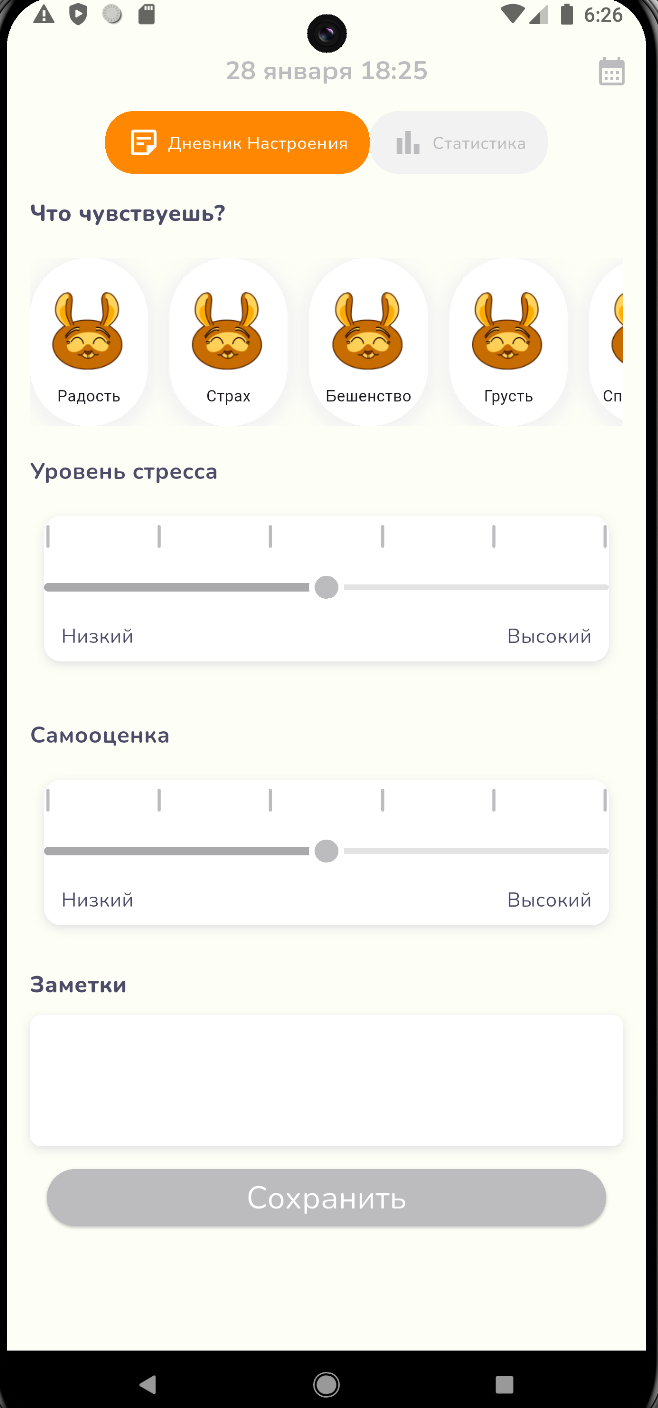 6:26
28 января 18:25
Дневник Настроения
Статистика
Что чувствуешь?
Радость
Страх
Бешенство
Грусть
Сп
Уровень стресса
Низкий
Высокий
Самооценка
Низкий
Высокий
Заметки
Сохранить